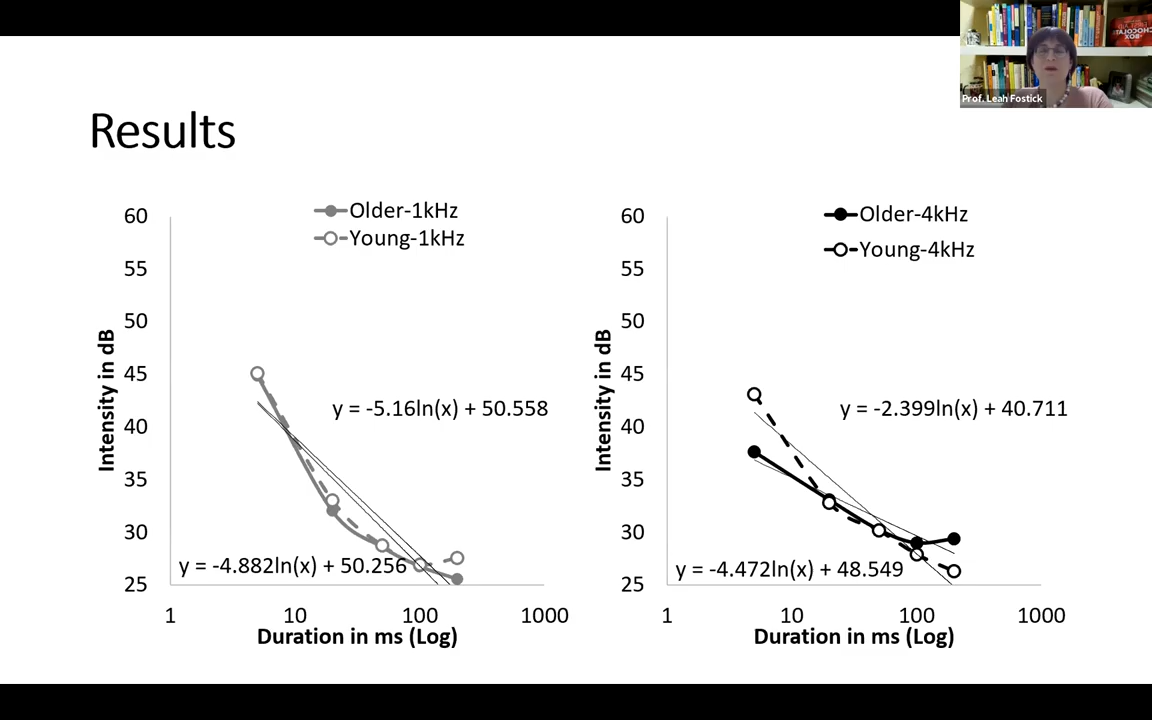 Prof. Leah Fostick
Results
Older-1kHz
Young-1kHz
60
55
50
45
40
35
30
25
Intensity in dB
y = -5.16ln(x) + 50.558
y = -4.882ln(x) + 50.256
1 10 100 1000
Duration in ms (Log)
Older-4kHz
Young-4kHz
60
55
50
45
40
35
30
25
Intensity in dB
y = -2.399ln(x) + 40.711
y = -4.472ln(x) + 48.549
1 10 100 1000
Duration in ms (Log)